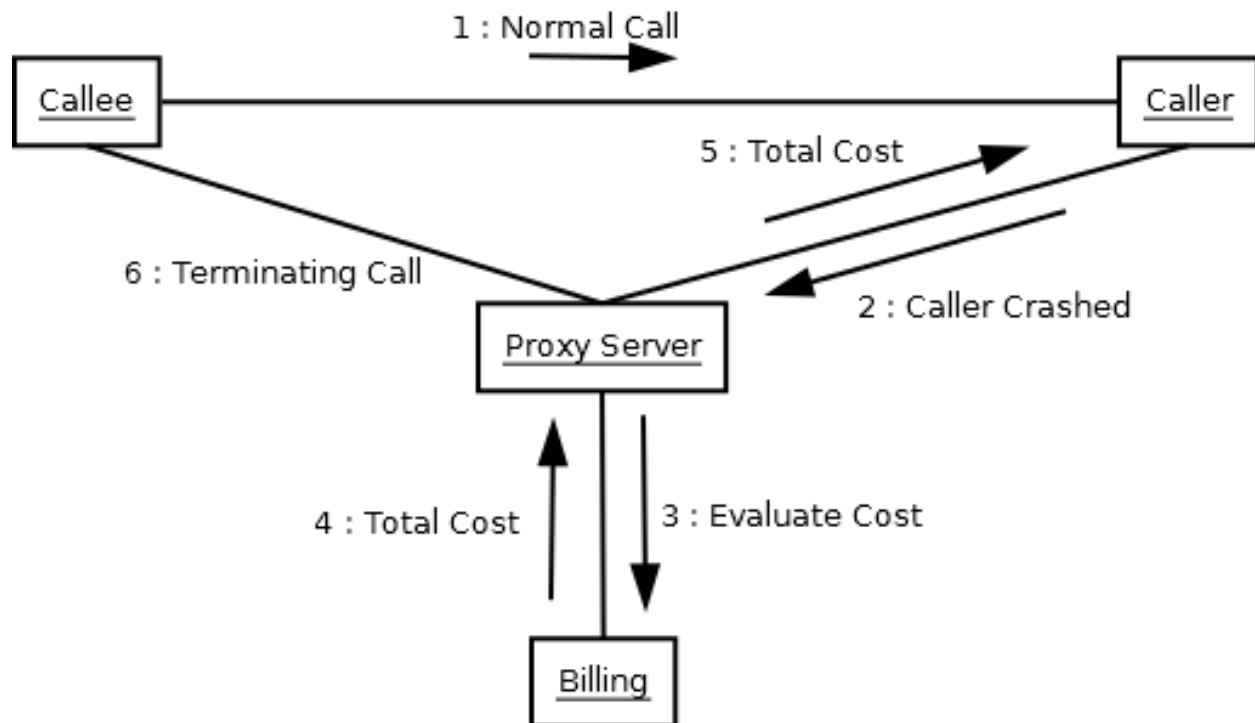 1 : Normal Call
Callee
Caller
5 : Total Cost
6 : Terminating Call
2 : Caller Crashed
Proxy Server
4 : Total Cost
3 : Evaluate Cost
Billing